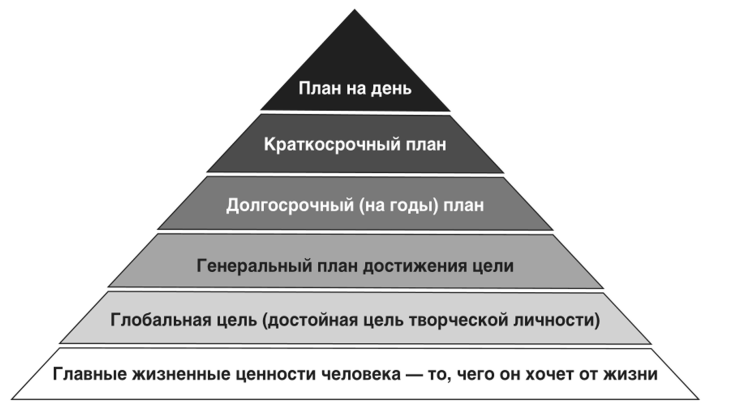 План на день
Краткосрочный план
Долгосрочный (на годы) план
Генеральный план достижения цели
Глобальная цель (достойная цель творческой личности)
Главные жизненные ценности человека — то, чего он хочет от жизни